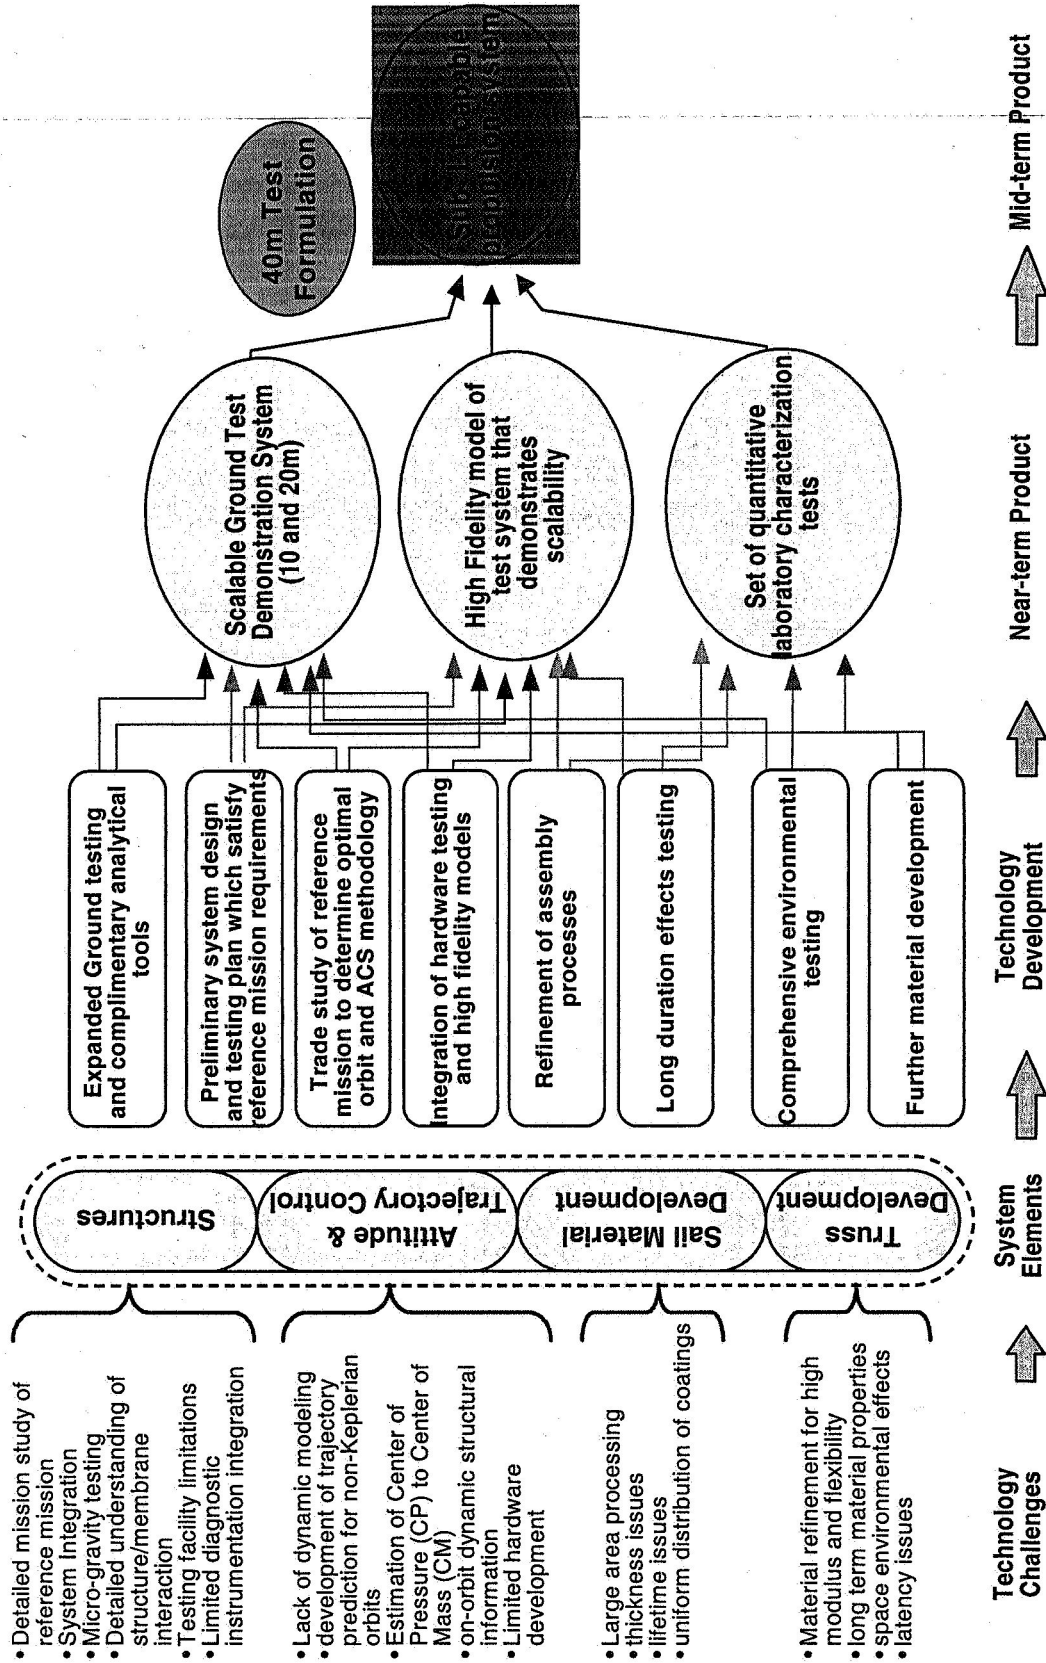 • Detailed mission study of
reference mission
• System Integration
• Micro-gravity testing
• Detailed understanding of
structure/membrane
interaction
• Testing facility limitations
• Limited diagnostic
instrumentation integration
• Lack of dynamic modeling
• development of trajectory
prediction for non-Keplerian
orbits
• Estimation of Center of
Pressure (CP) to Center of
Mass (CM)
• on-orbit dynamic structural
information
• Limited hardware
development
• Large area processing
• thickness issues
• lifetime issues
• uniform distribution of coatings
• Material refinement for high
modulus and flexibility
• long term material properties
• space environmental effects
• latency issues
Technology
Challenges
Structures
Attitude &
Trajectory Control
Sail Material
Development
Truss
Development
System
Elements
Expanded Ground testing
and complimentary analytical
tools
Preliminary system design
and testing plan which satisfy
reference mission requirements
Trade study of reference
mission to determine optimal
orbit and ACS methodology
Integration of hardware testing
and high fidelity models
Refinement of assembly
processes
Long duration effects testing
Comprehensive environmental
testing
Further material development
Technology
Development
Scalable Ground Test
Demonstration System
(10 and 20m)
High Fidelity model of
test system that
demonstrates
scalability
Set of quantitative
laboratory characterization
tests
Near-term Product
40m Test
Formulation
capable
propulsion system
Mid-term Product